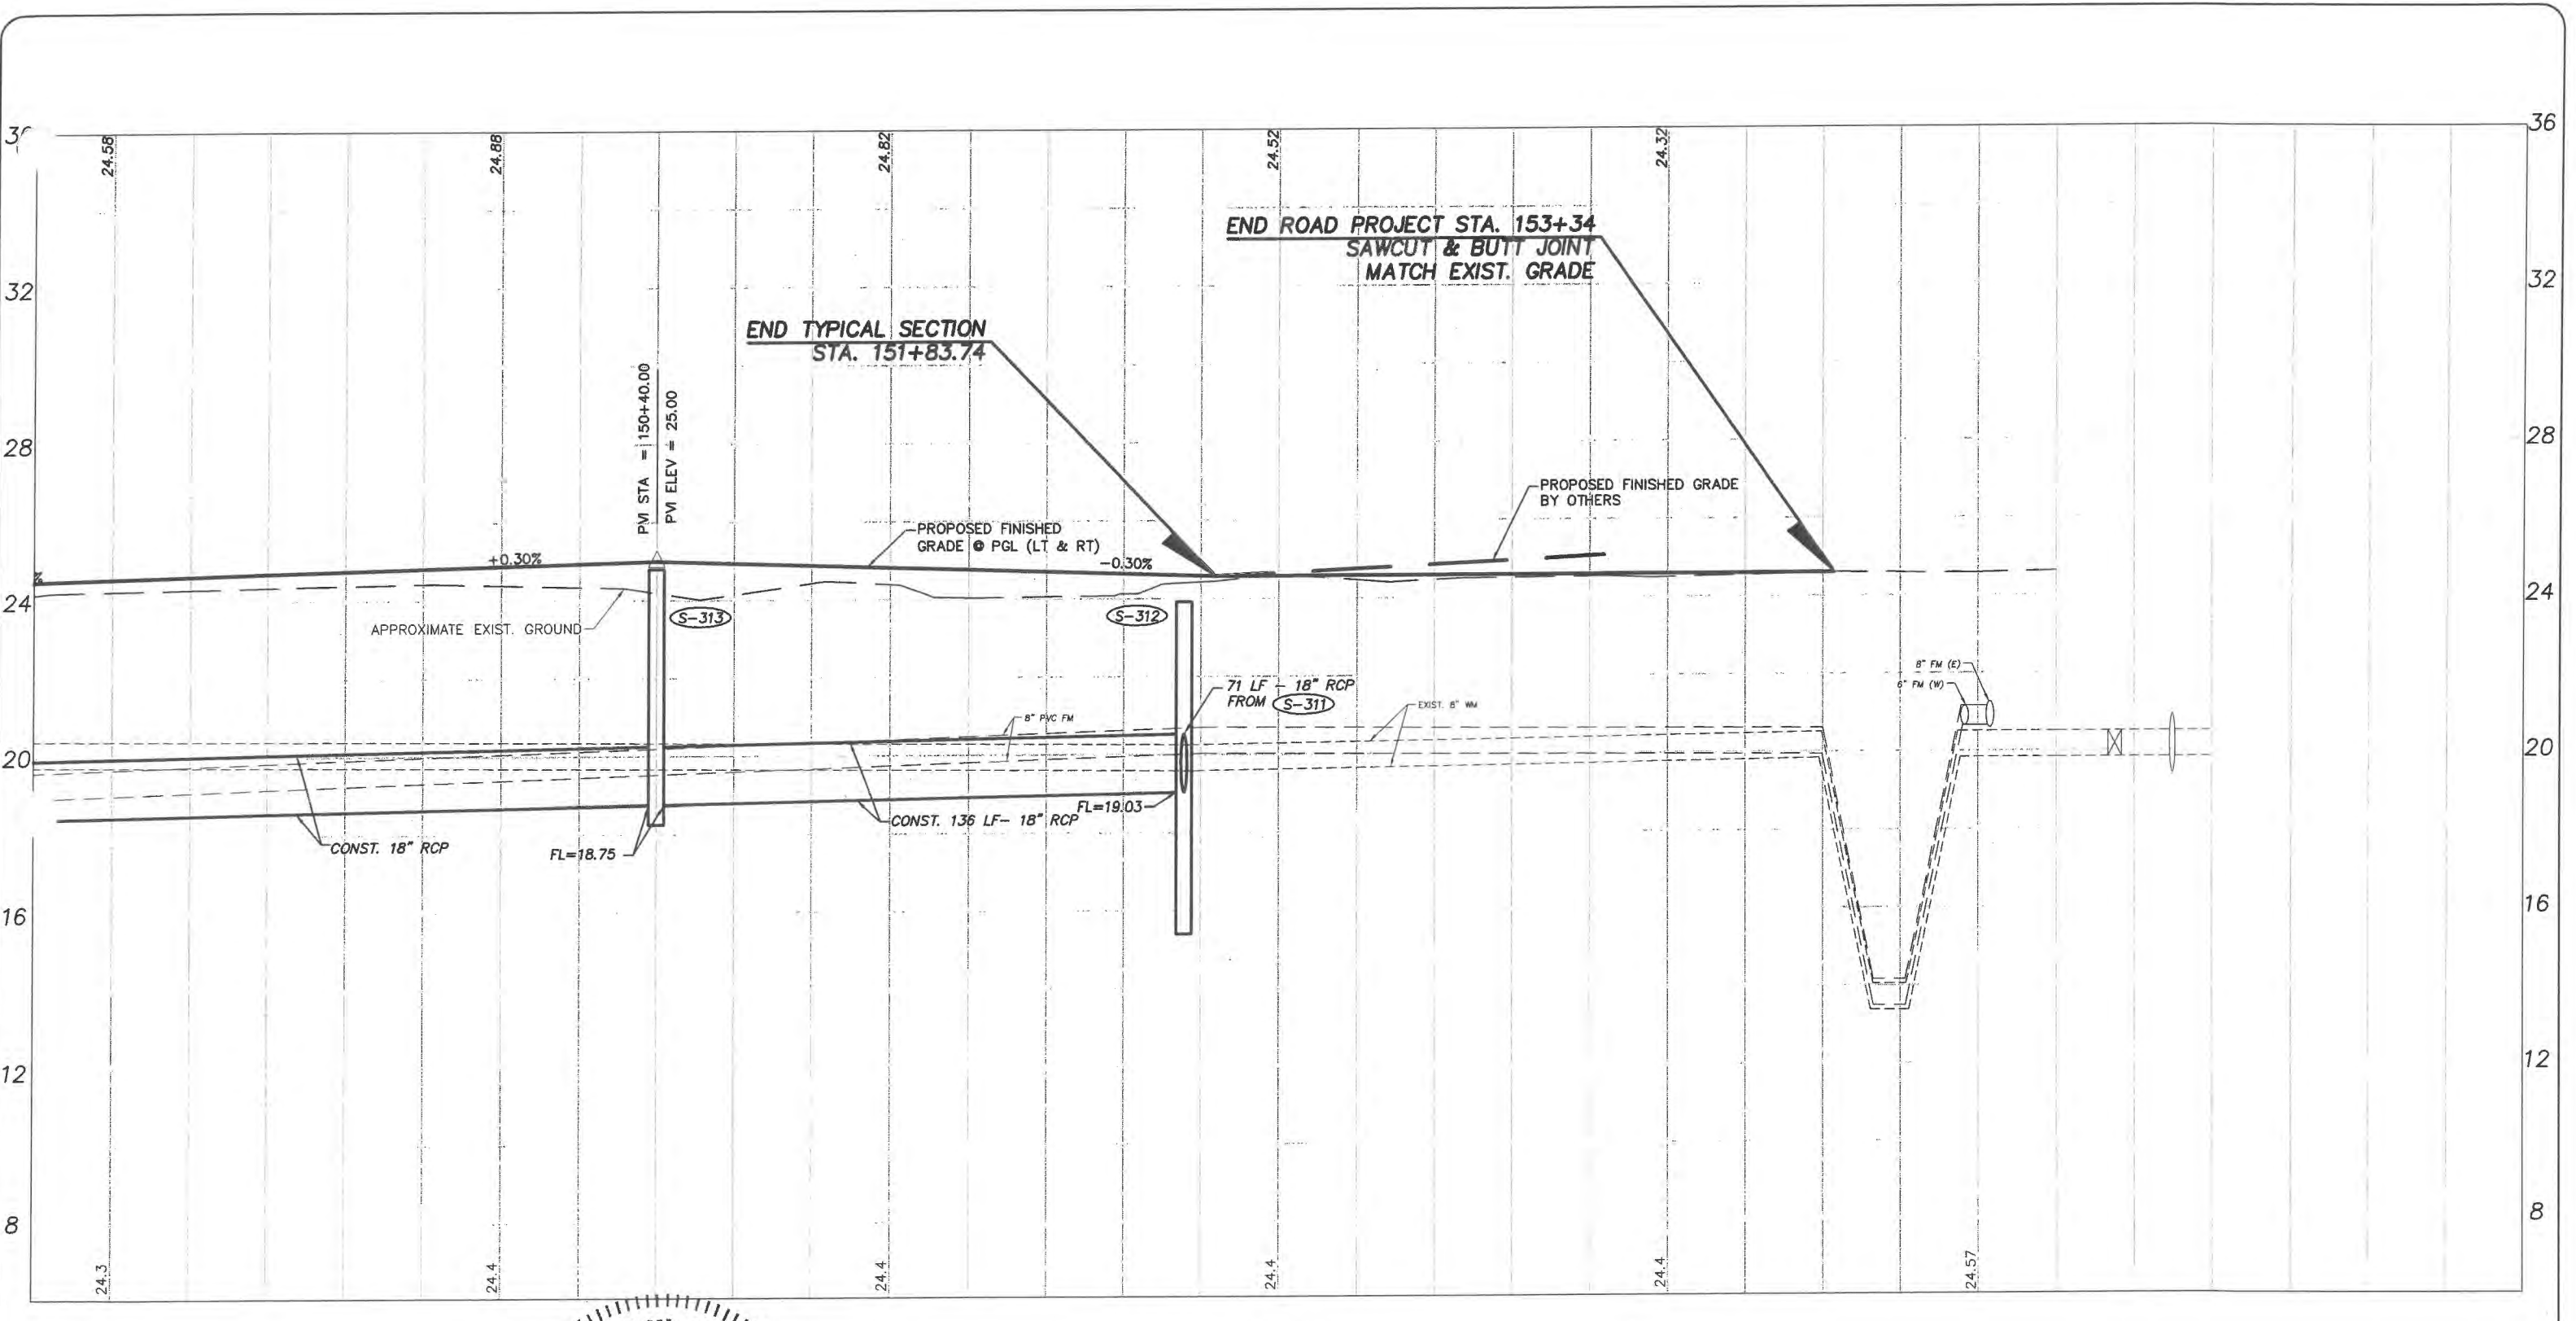 24.58
24.88
24.82
24.52
24.32
36
32
28
24
20
16
12
8
36
32
28
24
20
16
12
8
END ROAD PROJECT STA. 153+34
SAWCUT & BUTT JOINT
MATCH EXIST. GRADE
END TYPICAL SECTION
STA. 151+83.74
PVI STA = 150+40.00
PVI ELEV = 25.00
PROPOSED FINISHED GRADE
BY OTHERS
PROPOSED FINISHED
GRADE @ PGL (LT & RT)
%
+0.30%
-0.30%
APPROXIMATE EXIST. GROUND
S-313
S-312
71 LF - 18" RCP
FROM S-311
8" PVC FM
EXIST. 8" WM
8" FM (E)
6" FM (W)
FL=19.03
CONST. 136 LF- 18" RCP
CONST. 18" RCP
FL=18.75
24.3
24.4
24.4
24.4
24.4
24.57